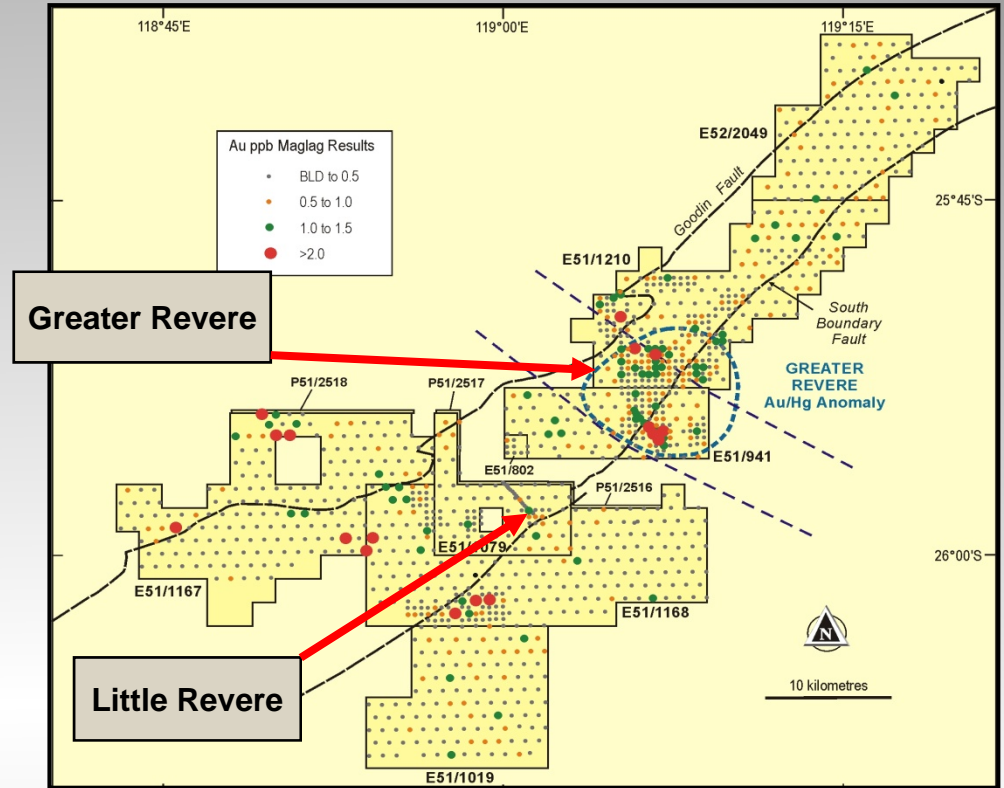 118°45'E
119°00'E
119°15'E
Au ppb Maglag Results
BLD to 0.5
0.5 to 1.0
1.0 to 1.5
>2.0
E52/2049
Goodin Fault
25°45'S
E51/1210
Greater Revere
South
Boundary
Fault
GREATER
REVERE
Au/Hg Anomaly
P51/2518
P51/2517
E51/941
E51/802
P51/2516
E51/1079
26°00'S
E51/1167
E51/1168
N
Little Revere
10 kilometres
E51/1019